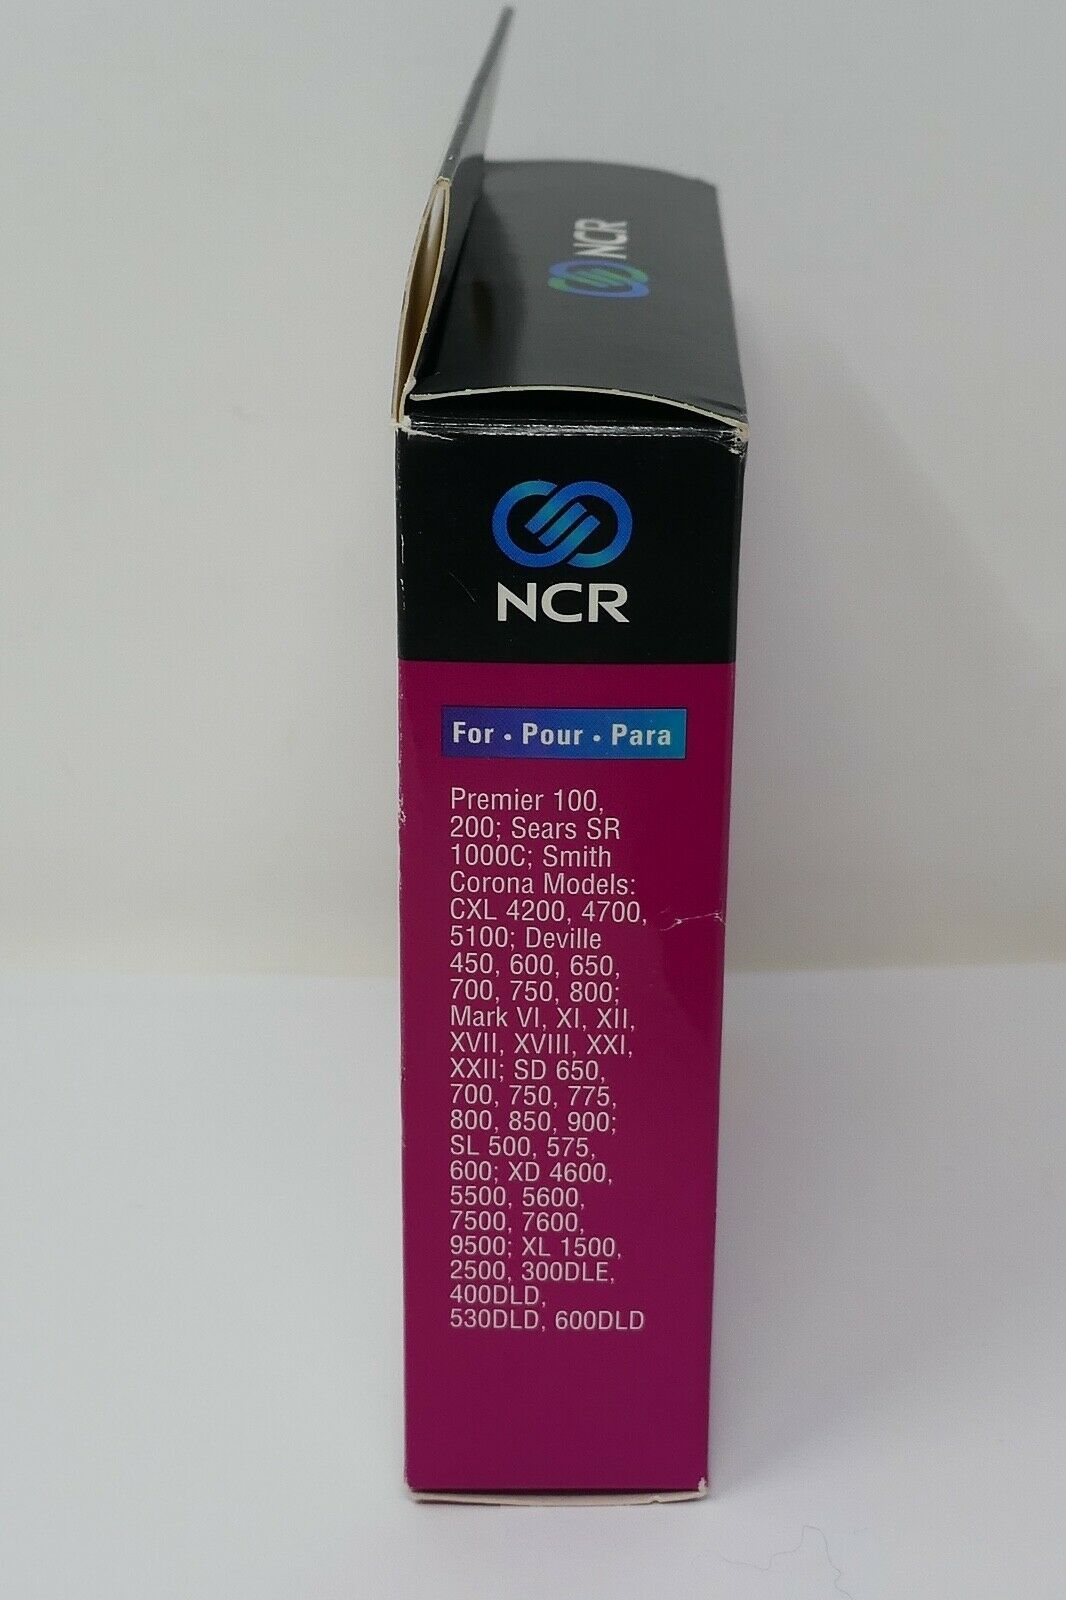 NCR
NCR
For • Pour • Para
Premier 100,
200; Sears SR
1000C; Smith
Corona Models:
CXL 4200, 4700,
5100; Deville
450, 600, 650,
700, 750, 800;
Mark VI, XI, XII,
XVII, XVIII, XXI,
XXII; SD 650,
700, 750, 775,
800, 850, 900;
SL 500, 575,
600; XD 4600,
5500, 5600,
7500, 7600,
9500; XL 1500,
2500, 300DLE,
400DLD,
530DLD, 600DLD